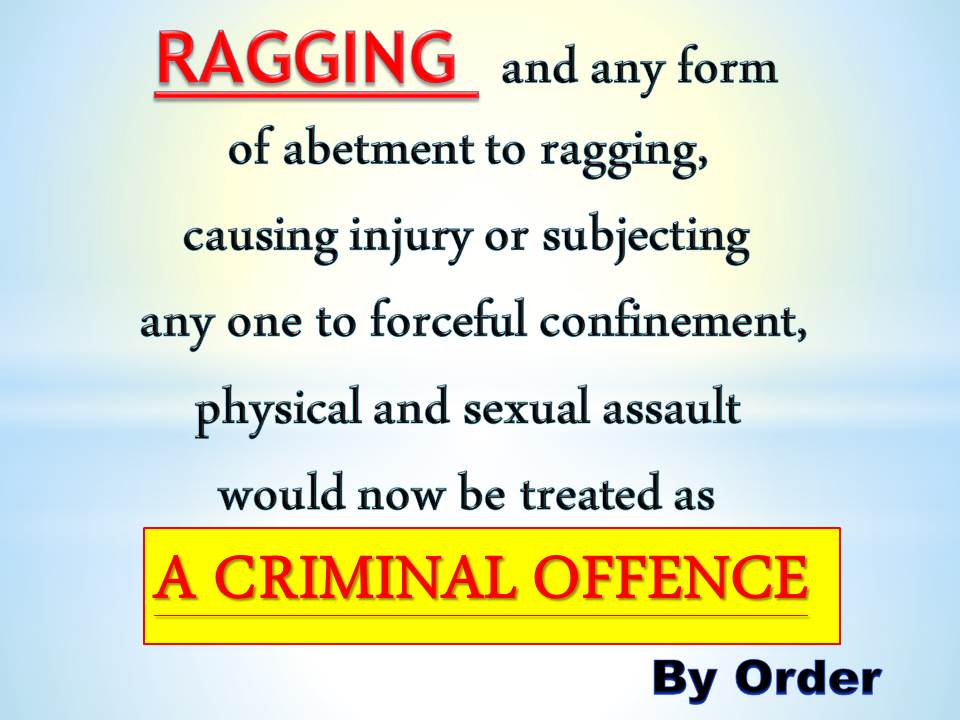 RAGGING and any form
of abetment to ragging,
causing injury or subjecting
any one to forceful confinement,
physical and sexual assault
would now be treated as
A CRIMINAL OFFENCE
By Order